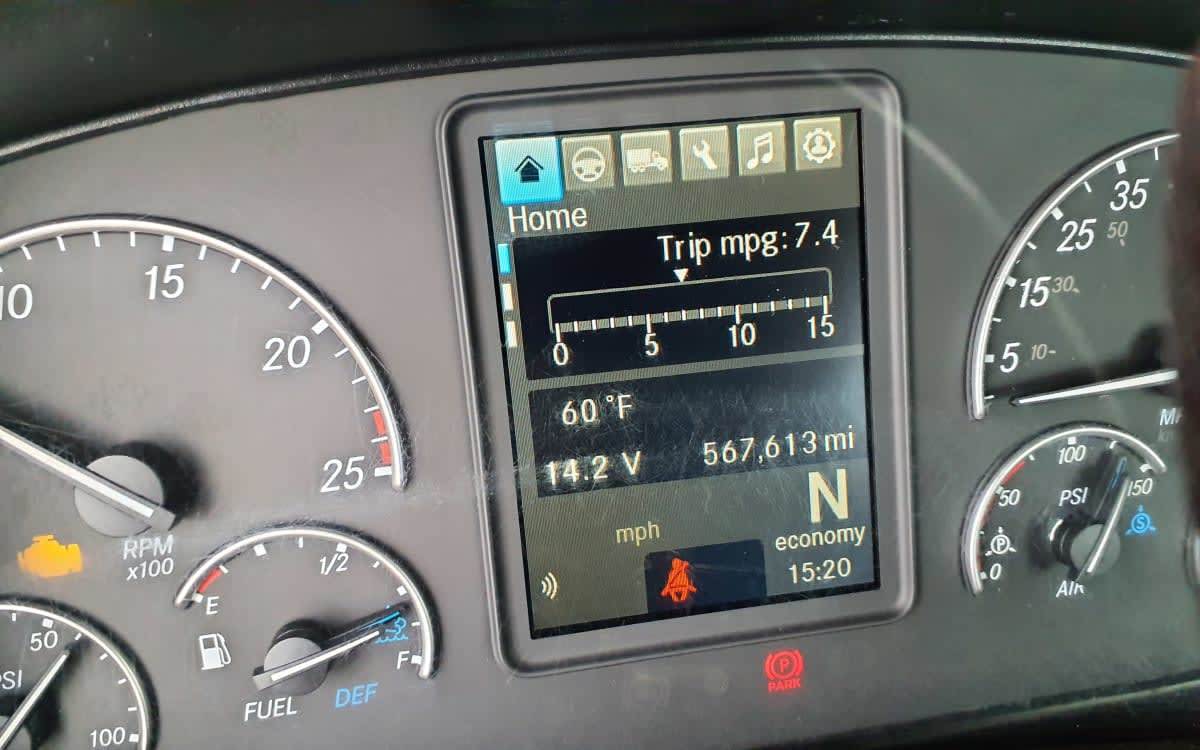 Home
Trip mpg: 7.4
0 5 10 15
60 °F
14.2 V 567,613 mi
N
mph
economy
15:20
10 15 20 25
RPM
x100
E 1/2 F
FUEL DEF
50
100
35
25 50
15 30
5 10
50 100 150
PSI
P
S
0
AIR
P
PARK